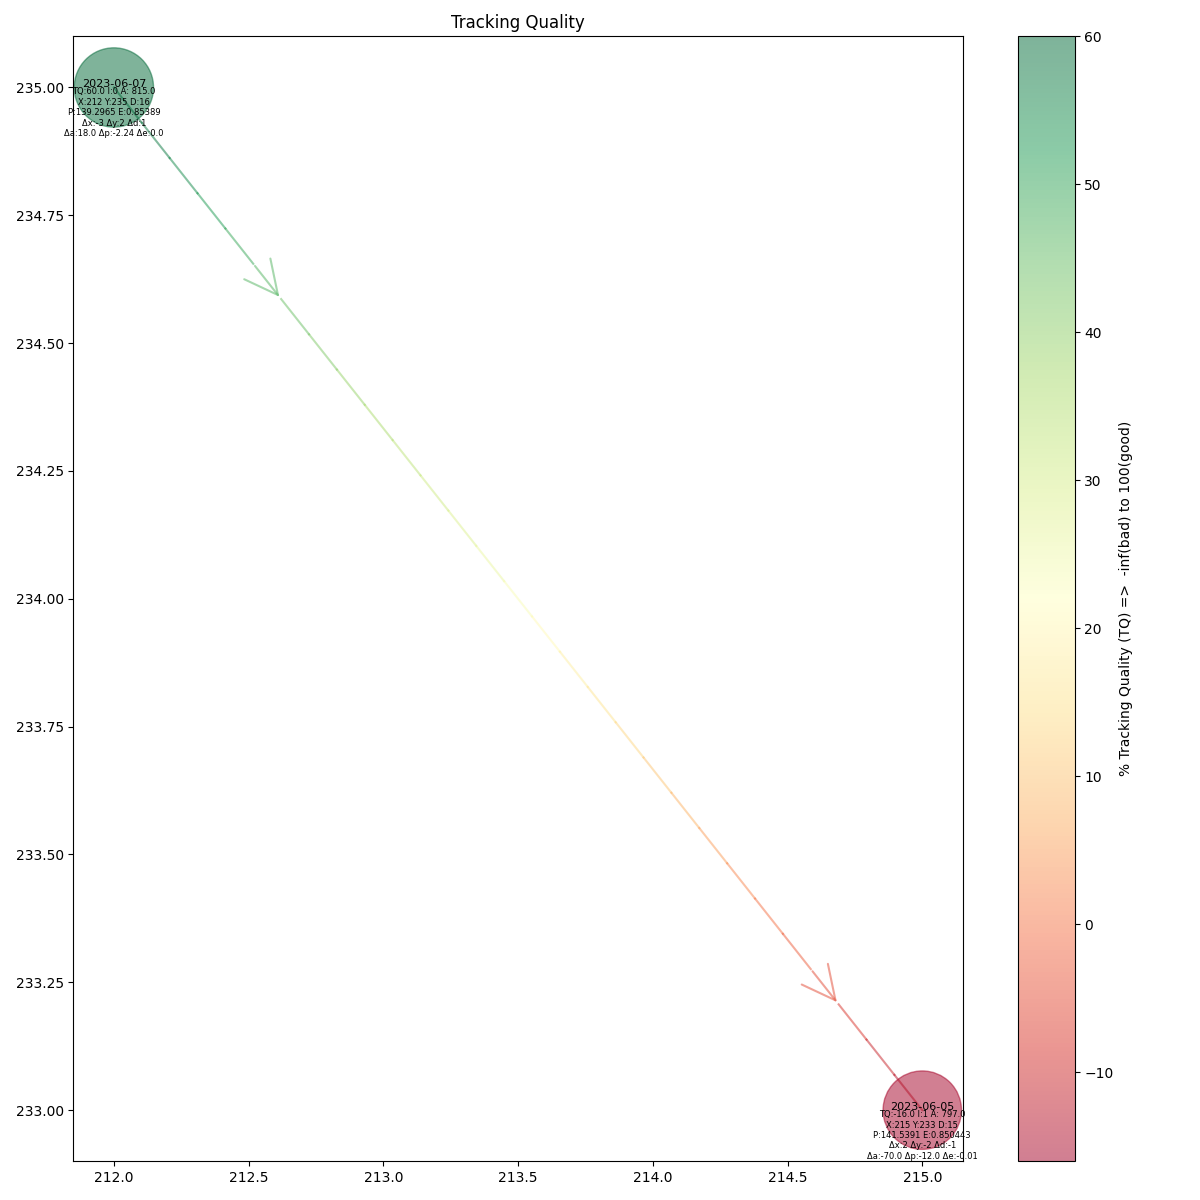 Tracking Quality
2023-06-07
TQ:60.0 I:0 A: 815.0
X:212 Y:235 D:16
P:139.2965 E:0.85389
Δx:-3 Δy:2 Δd:1
Δa:18.0 Δp:-2.24 Δe:0.0
2023-06-05
TQ:-16.0 I:1 A: 797.0
X:215 Y:233 D:15
P:141.5391 E:0.850443
Δx:2 Δy:-2 Δd:-1
Δa:-70.0 Δp:-12.0 Δe:-0.01
235.00
234.75
234.50
234.25
234.00
233.75
233.50
233.25
233.00
212.0 212.5 213.0 213.5 214.0 214.5 215.0
60
50
40
30
20
10
0
−10
% Tracking Quality (TQ) => -inf(bad) to 100(good)